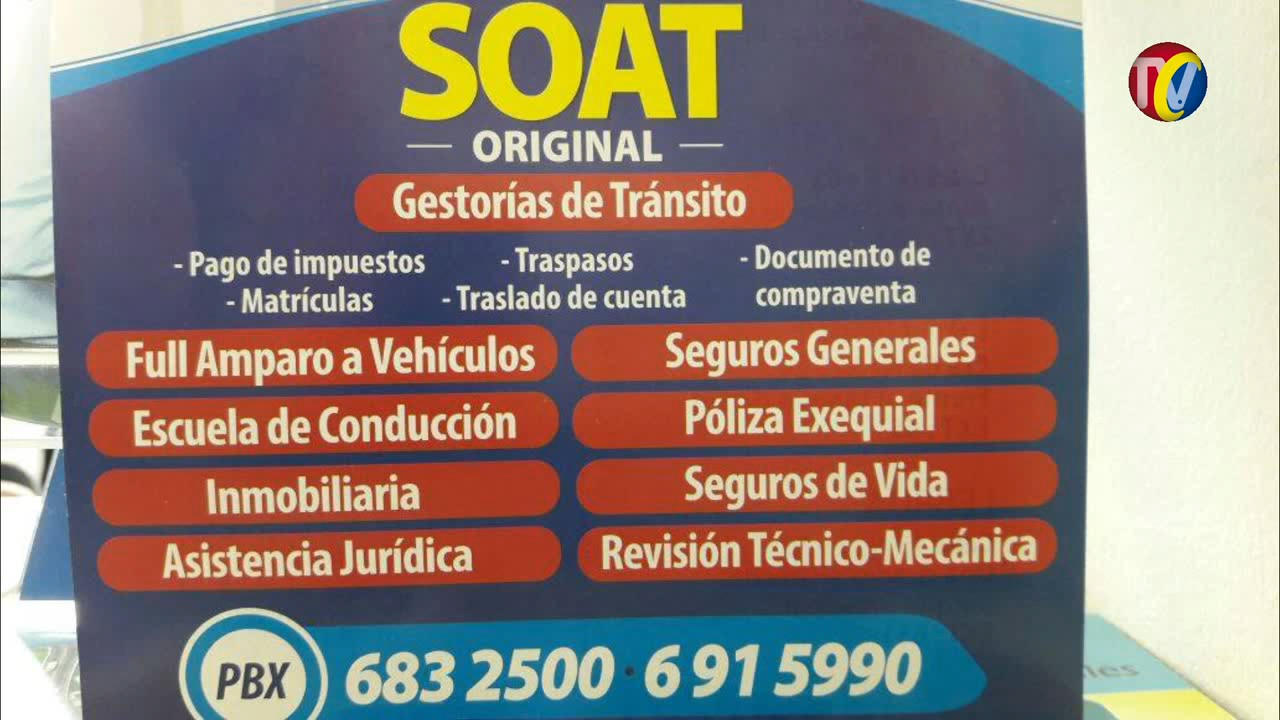 TCV
SOAT
ORIGINAL
Gestorías de Tránsito
- Pago de impuestos - Traspasos - Documento de
- Matrículas - Traslado de cuenta compraventa
Full Amparo a Vehículos Seguros Generales
Escuela de Conducción Póliza Exequial
Inmobiliaria Seguros de Vida
Asistencia Jurídica Revisión Técnico-Mecánica
PBX 683 2500 · 6 91 5990